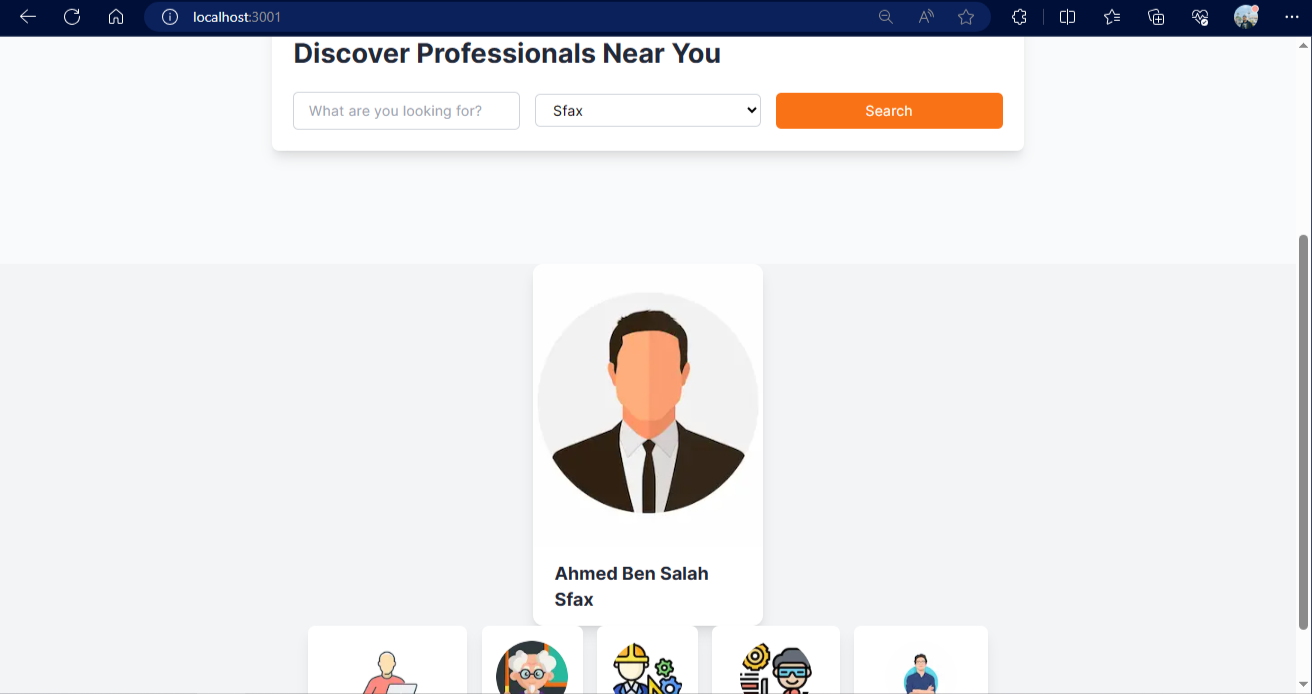 localhost:3001
Discover Professionals Near You
What are you looking for?
Sfax
Search
Ahmed Ben Salah
Sfax